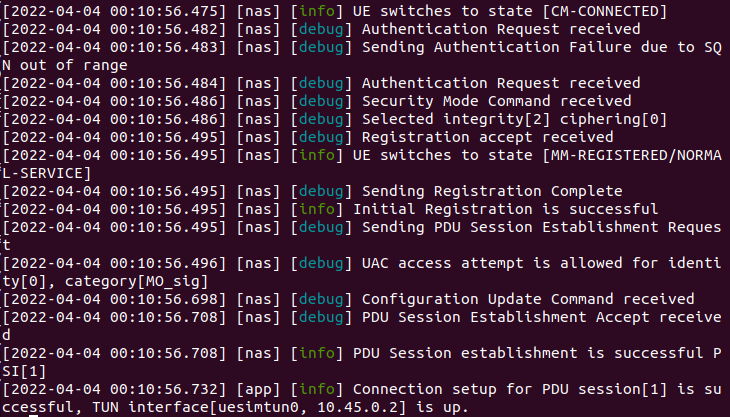 [2022-04-04 00:10:56.475] [nas] [info] UE switches to state [CM-CONNECTED]
[2022-04-04 00:10:56.482] [nas] [debug] Authentication Request received
[2022-04-04 00:10:56.483] [nas] [debug] Sending Authentication Failure due to SQ
N out of range
[2022-04-04 00:10:56.484] [nas] [debug] Authentication Request received
[2022-04-04 00:10:56.486] [nas] [debug] Security Mode Command received
[2022-04-04 00:10:56.486] [nas] [debug] Selected integrity[2] ciphering[0]
[2022-04-04 00:10:56.495] [nas] [debug] Registration accept received
[2022-04-04 00:10:56.495] [nas] [info] UE switches to state [MM-REGISTERED/NORMA
L-SERVICE]
[2022-04-04 00:10:56.495] [nas] [debug] Sending Registration Complete
[2022-04-04 00:10:56.495] [nas] [info] Initial Registration is successful
[2022-04-04 00:10:56.495] [nas] [debug] Sending PDU Session Establishment Reques
t
[2022-04-04 00:10:56.496] [nas] [debug] UAC access attempt is allowed for identi
ty[0], category[MO_sig]
[2022-04-04 00:10:56.698] [nas] [debug] Configuration Update Command received
[2022-04-04 00:10:56.708] [nas] [debug] PDU Session Establishment Accept receive
d
[2022-04-04 00:10:56.708] [nas] [info] PDU Session establishment is successful P
SI[1]
[2022-04-04 00:10:56.732] [app] [info] Connection setup for PDU session[1] is su
ccessful, TUN interface[uesimtun0, 10.45.0.2] is up.